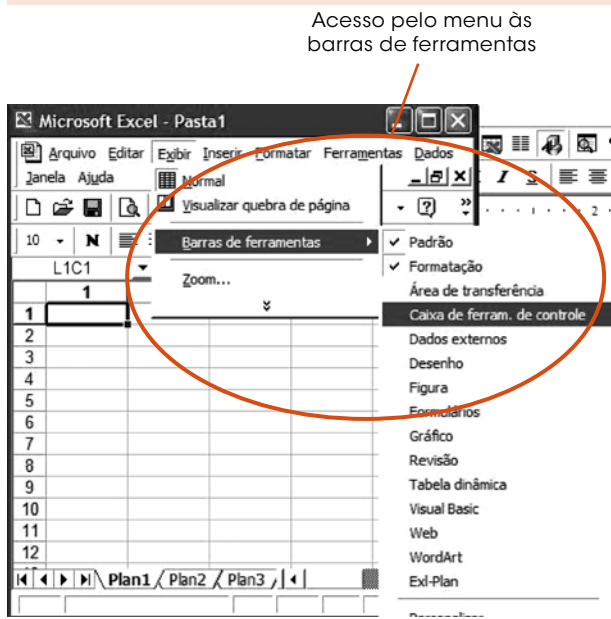 Acesso pelo menu às
barras de ferramentas
Microsoft Excel - Pasta1
Arquivo Editar Exibir Inserir Formatar Ferramentas Dados
Janela Ajuda
Normal
Visualizar quebra de página
Barras de ferramentas
Zoom...
I S
10 N
L1C1
1
1
2
3
4
5
6
7
8
9
10
11
12
Padrão
Formatação
Área de transferência
Caixa de ferram. de controle
Dados externos
Desenho
Figura
Formulários
Gráfico
Revisão
Tabela dinâmica
Visual Basic
Web
WordArt
Exl-Plan
Plan1 Plan2 Plan3
2